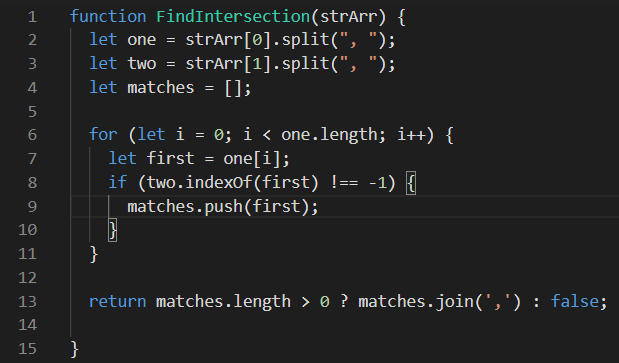 1 function FindIntersection(strArr) {
2   let one = strArr[0].split(", ");
3   let two = strArr[1].split(", ");
4   let matches = [];
5
6   for (let i = 0; i < one.length; i++) {
7     let first = one[i];
8     if (two.indexOf(first) !== -1) {
9       matches.push(first);
10     }
11   }
12
13   return matches.length > 0 ? matches.join(',') : false;
14
15 }